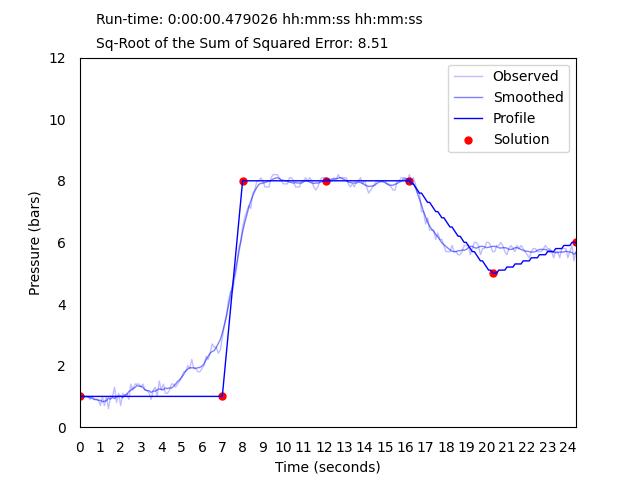 Run-time: 0:00:00.479026 hh:mm:ss hh:mm:ss
Sq-Root of the Sum of Squared Error: 8.51
Observed
Smoothed
Profile
Solution
12
10
8
6
4
2
0
Pressure (bars)
0 1 2 3 4 5 6 7 8 9 10 11 12 13 14 15 16 17 18 19 20 21 22 23 24
Time (seconds)